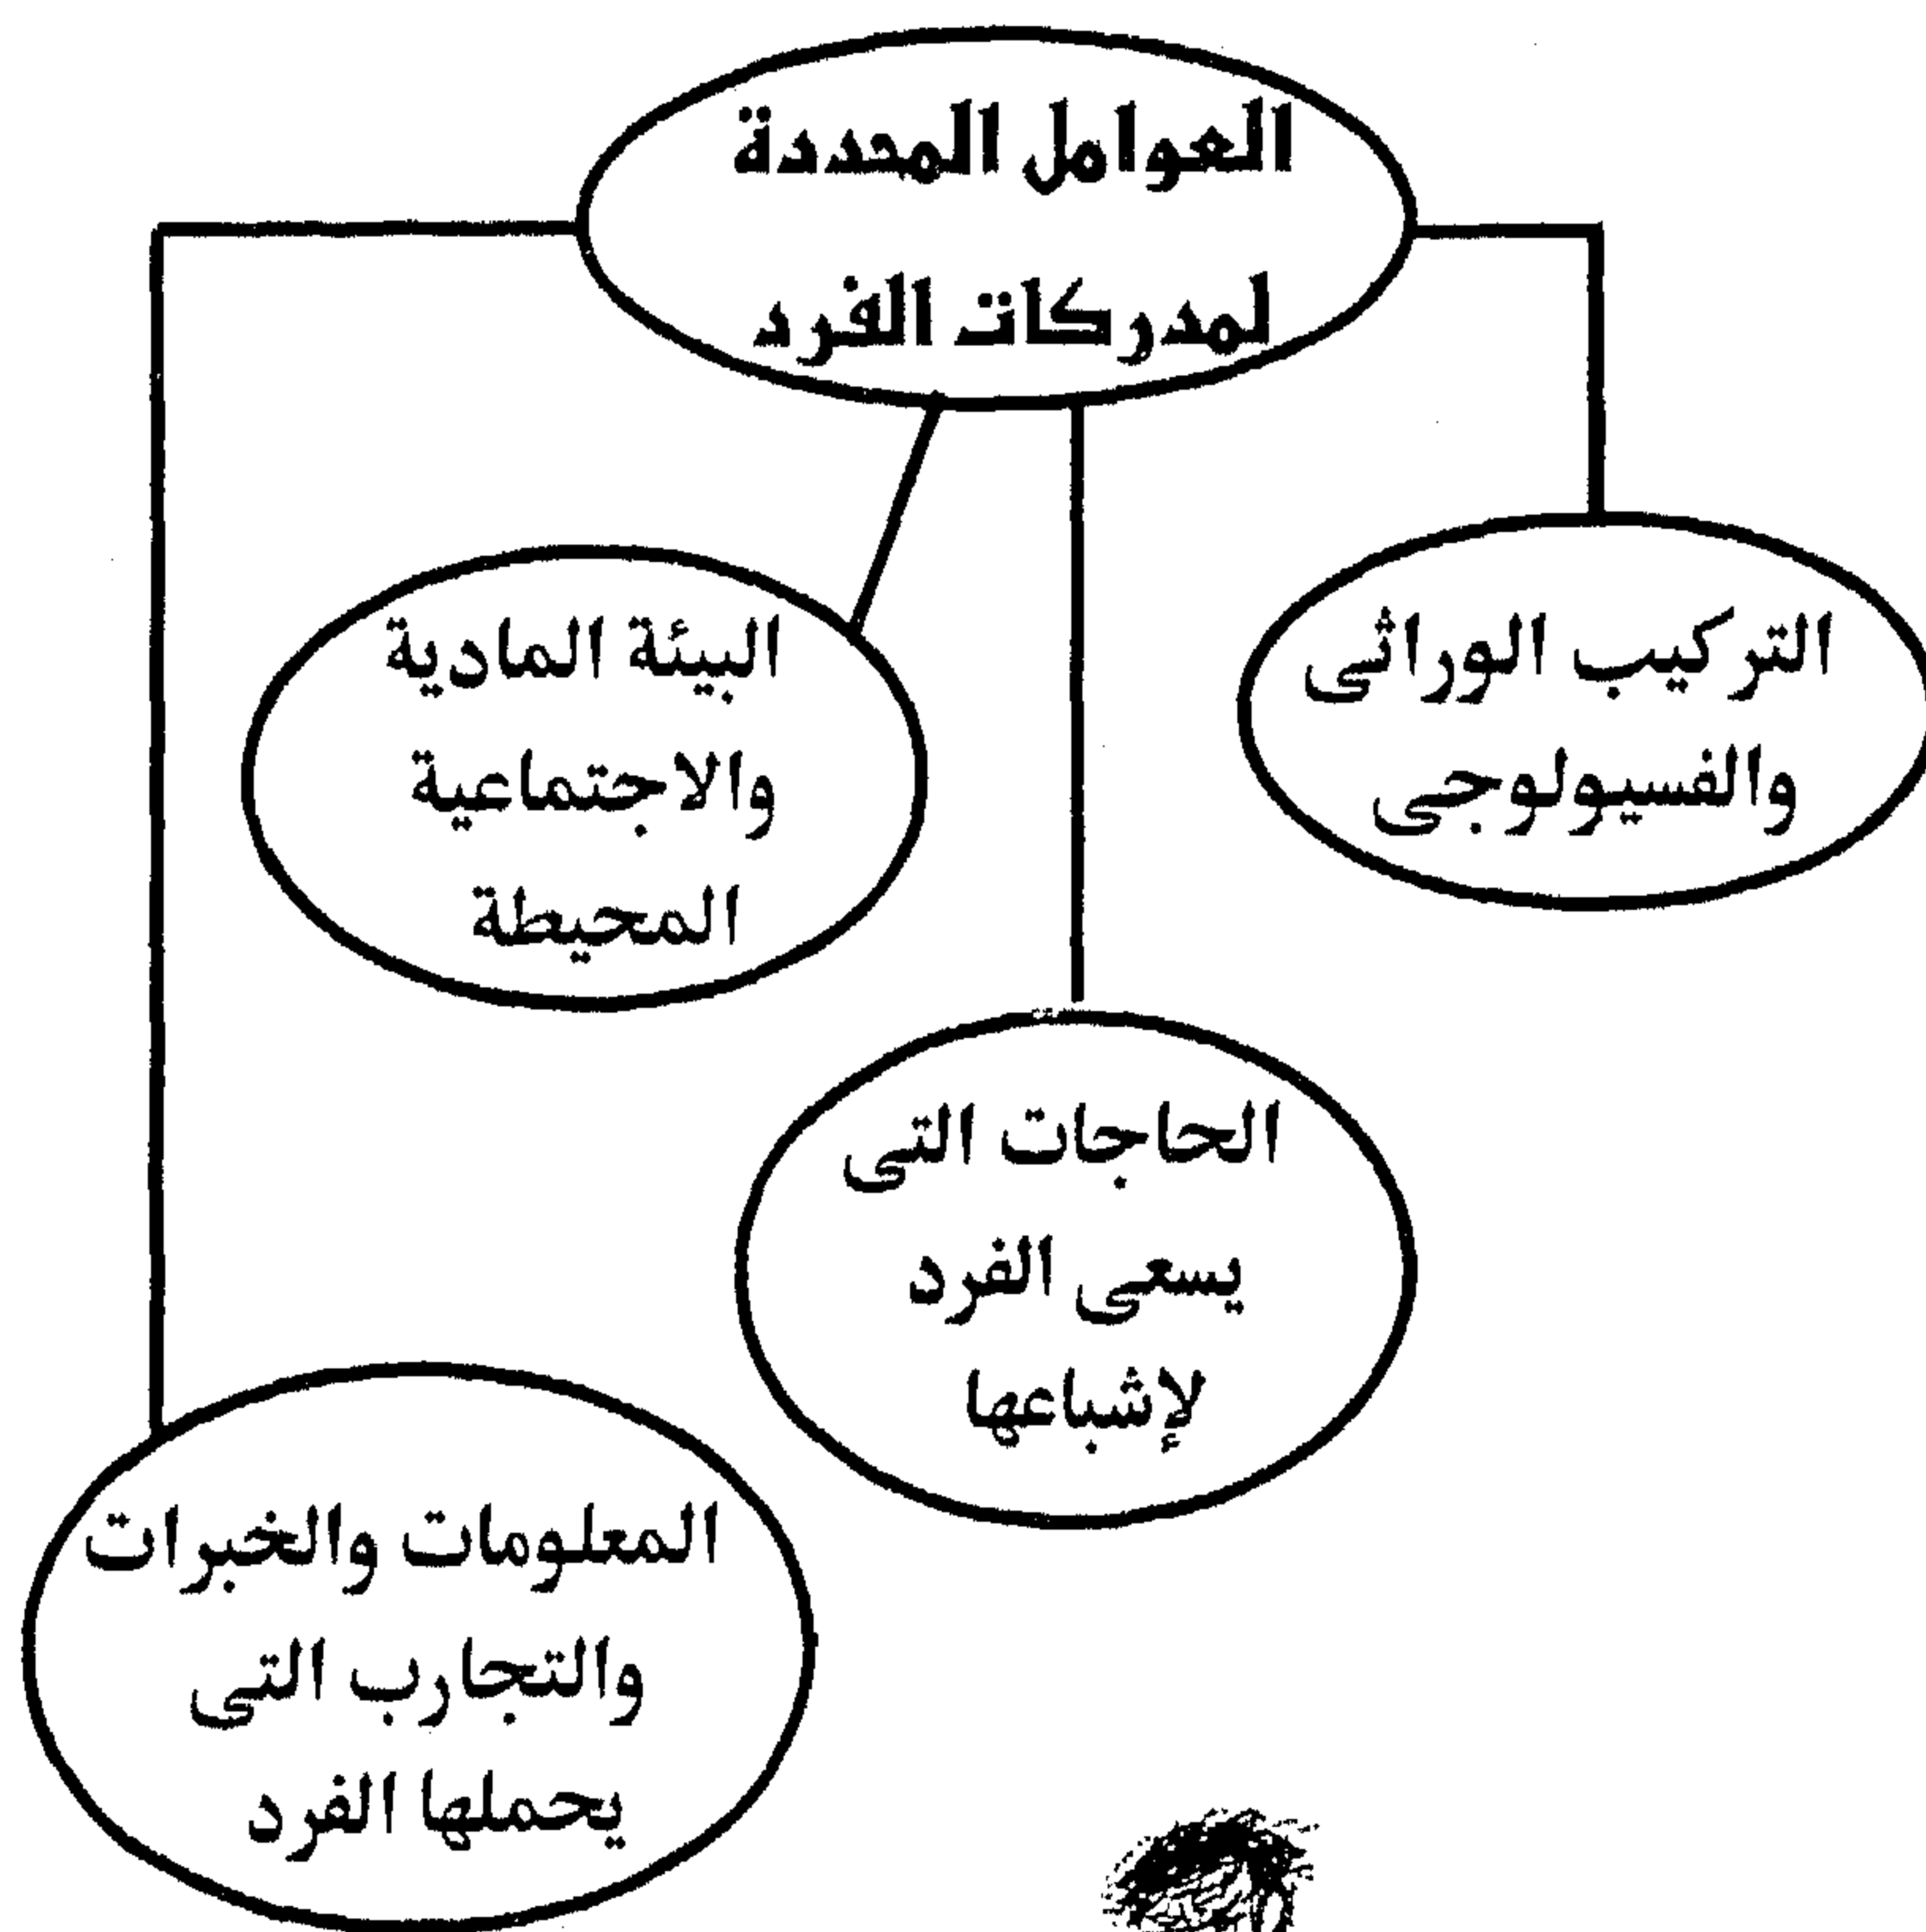 العوامل المحددة
لمدركات الفرد
التركيب الوراثى
والفسيولوجى
البيئة المادية
والاجتماعية
المحيطة
الحاجات التى
يسعى الفرد
لإشباعها
المعلومات والخبرات
والتجارب التى
يحملها الفرد